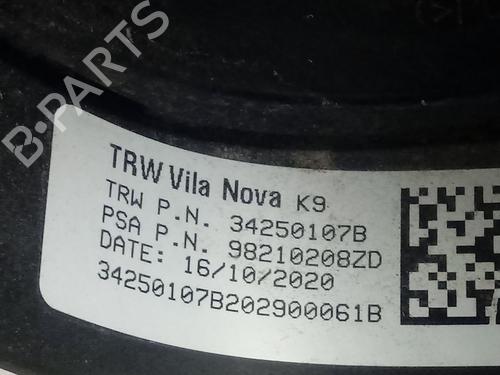 B-PARTS
TRW Vila Nova K9
TRW P.N. 34250107B
PSA P.N. 98210208ZD
DATE: 16/10/2020
34250107B202900061B